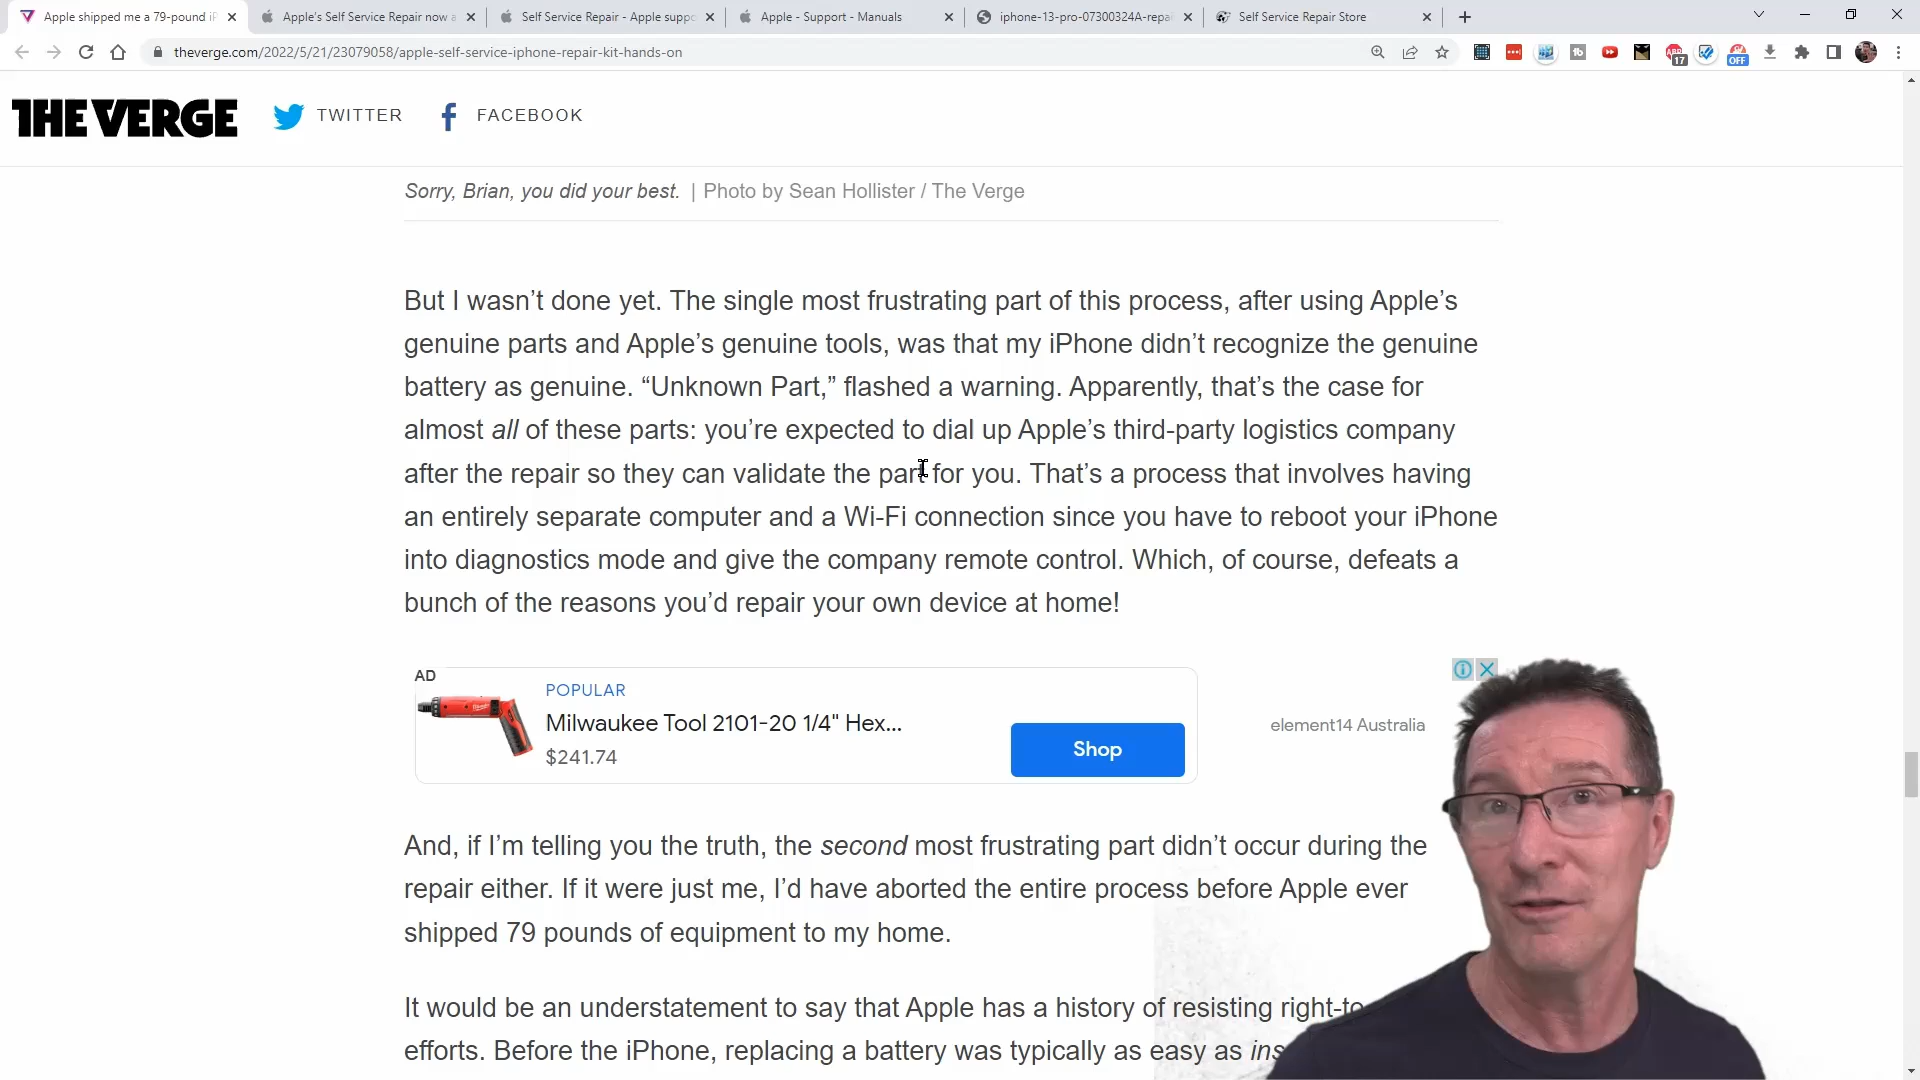 Apple shipped me a 79-pound iP
Apple's Self Service Repair now a
Self Service Repair - Apple suppo
Apple - Support - Manuals
iphone-13-pro-07300324A-repai
Self Service Repair Store
theverge.com/2022/5/21/23079058/apple-self-service-iphone-repair-kit-hands-on
17
OFF
THE VERGE
TWITTER
FACEBOOK
Sorry, Brian, you did your best. | Photo by Sean Hollister / The Verge
But I wasn’t done yet. The single most frustrating part of this process, after using Apple’s
genuine parts and Apple’s genuine tools, was that my iPhone didn’t recognize the genuine
battery as genuine. “Unknown Part,” flashed a warning. Apparently, that’s the case for
almost all of these parts: you’re expected to dial up Apple’s third-party logistics company
after the repair so they can validate the part for you. That’s a process that involves having
an entirely separate computer and a Wi-Fi connection since you have to reboot your iPhone
into diagnostics mode and give the company remote control. Which, of course, defeats a
bunch of the reasons you’d repair your own device at home!
AD
POPULAR
Milwaukee Tool 2101-20 1/4" Hex...
$241.74
Shop
element14 Australia
And, if I’m telling you the truth, the second most frustrating part didn’t occur during the
repair either. If it were just me, I’d have aborted the entire process before Apple ever
shipped 79 pounds of equipment to my home.
It would be an understatement to say that Apple has a history of resisting right-to
efforts. Before the iPhone, replacing a battery was typically as easy as ins